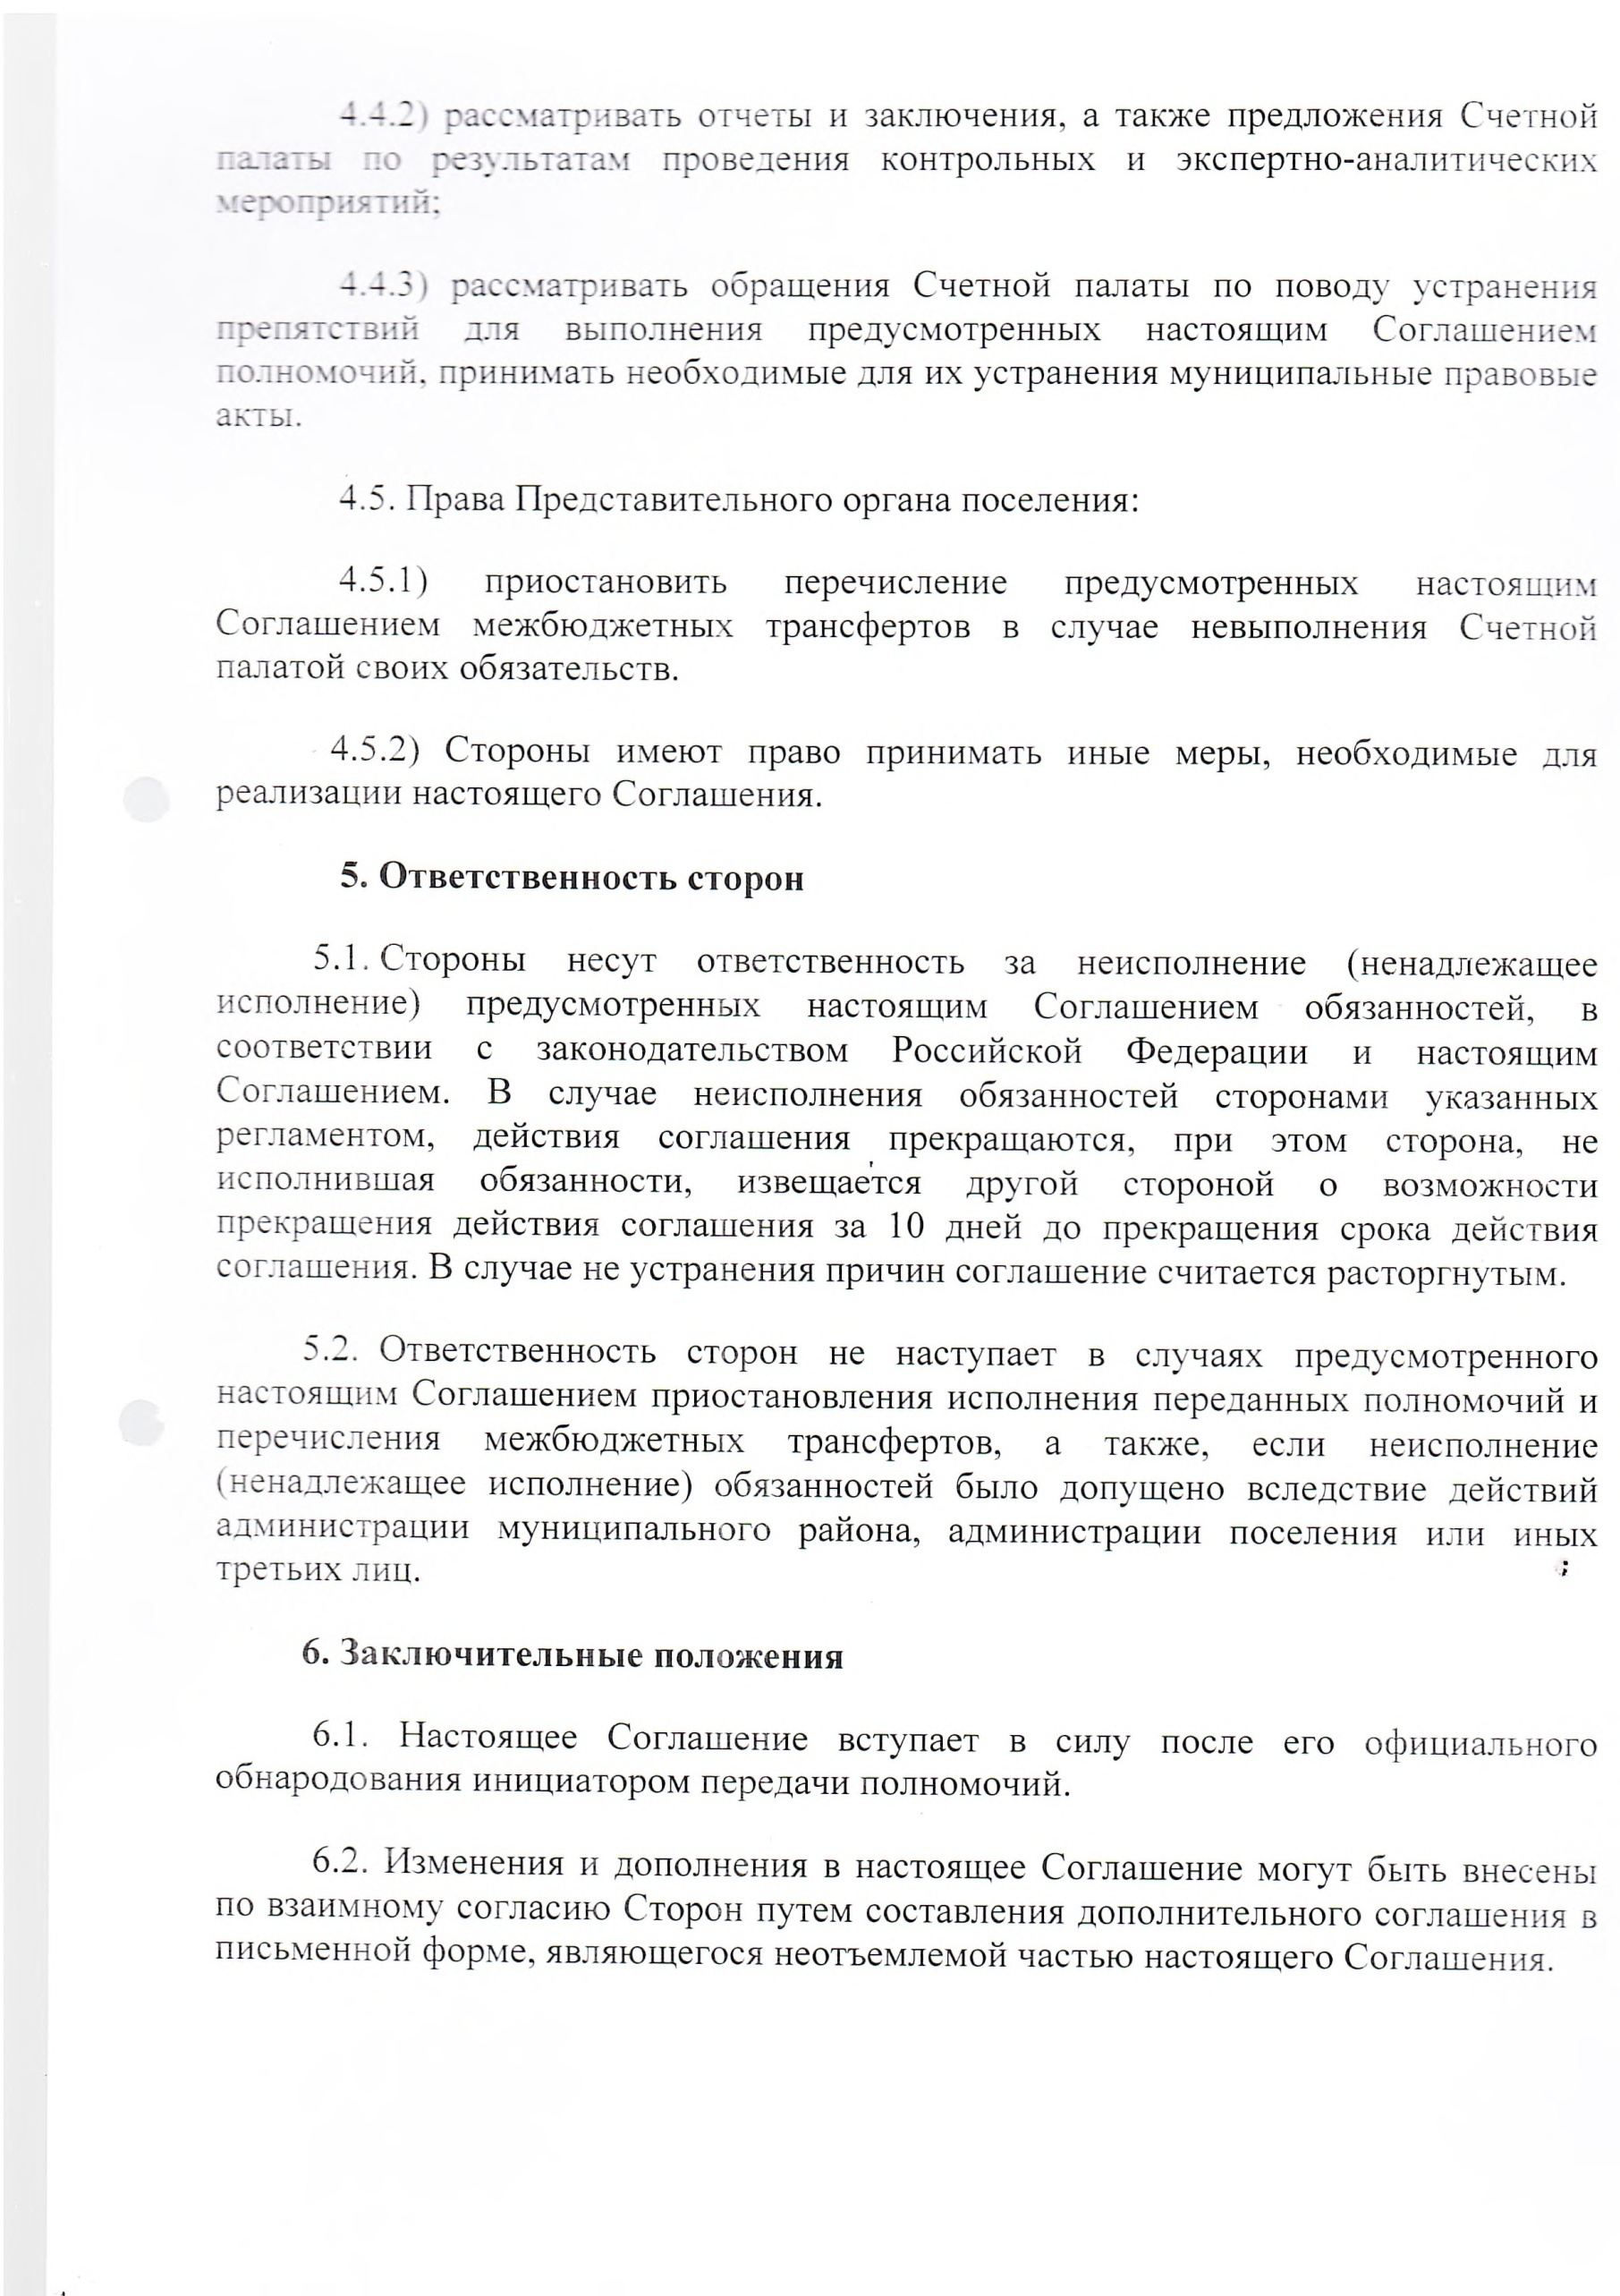 4.4.2) рассматривать отчеты и заключения, а также предложения Счетной
палаты по результатам проведения контрольных и экспертно-аналитических
мероприятий;
4.4.3) рассматривать обращения Счетной палаты по поводу устранения
препятствий для выполнения предусмотренных настоящим Соглашением
полномочий, принимать необходимые для их устранения муниципальные правовые
акты.
4.5. Права Представительного органа поселения:
4.5.1) приостановить перечисление предусмотренных настоящим
Соглашением межбюджетных трансфертов в случае невыполнения Счетной
палатой своих обязательств.
4.5.2) Стороны имеют право принимать иные меры, необходимые для
реализации настоящего Соглашения.
5. Ответственность сторон
5.1. Стороны несут ответственность за неисполнение (ненадлежащее
исполнение) предусмотренных настоящим Соглашением обязанностей, в
соответствии с законодательством Российской Федерации и настоящим
Соглашением. В случае неисполнения обязанностей сторонами указанных
регламентом, действия соглашения прекращаются, при этом сторона, не
исполнившая обязанности, извещается другой стороной о возможности
прекращения действия соглашения за 10 дней до прекращения срока действия
соглашения. В случае не устранения причин соглашение считается расторгнутым.
5.2. Ответственность сторон не наступает в случаях предусмотренного
настоящим Соглашением приостановления исполнения переданных полномочий и
перечисления межбюджетных трансфертов, а также, если неисполнение
(ненадлежащее исполнение) обязанностей было допущено вследствие действий
администрации муниципального района, администрации поселения или иных
третьих лиц.
6. Заключительные положения
6.1. Настоящее Соглашение вступает в силу после его официального
обнародования инициатором передачи полномочий.
6.2. Изменения и дополнения в настоящее Соглашение могут быть внесены
по взаимному согласию Сторон путем составления дополнительного соглашения в
письменной форме, являющегося неотъемлемой частью настоящего Соглашения.